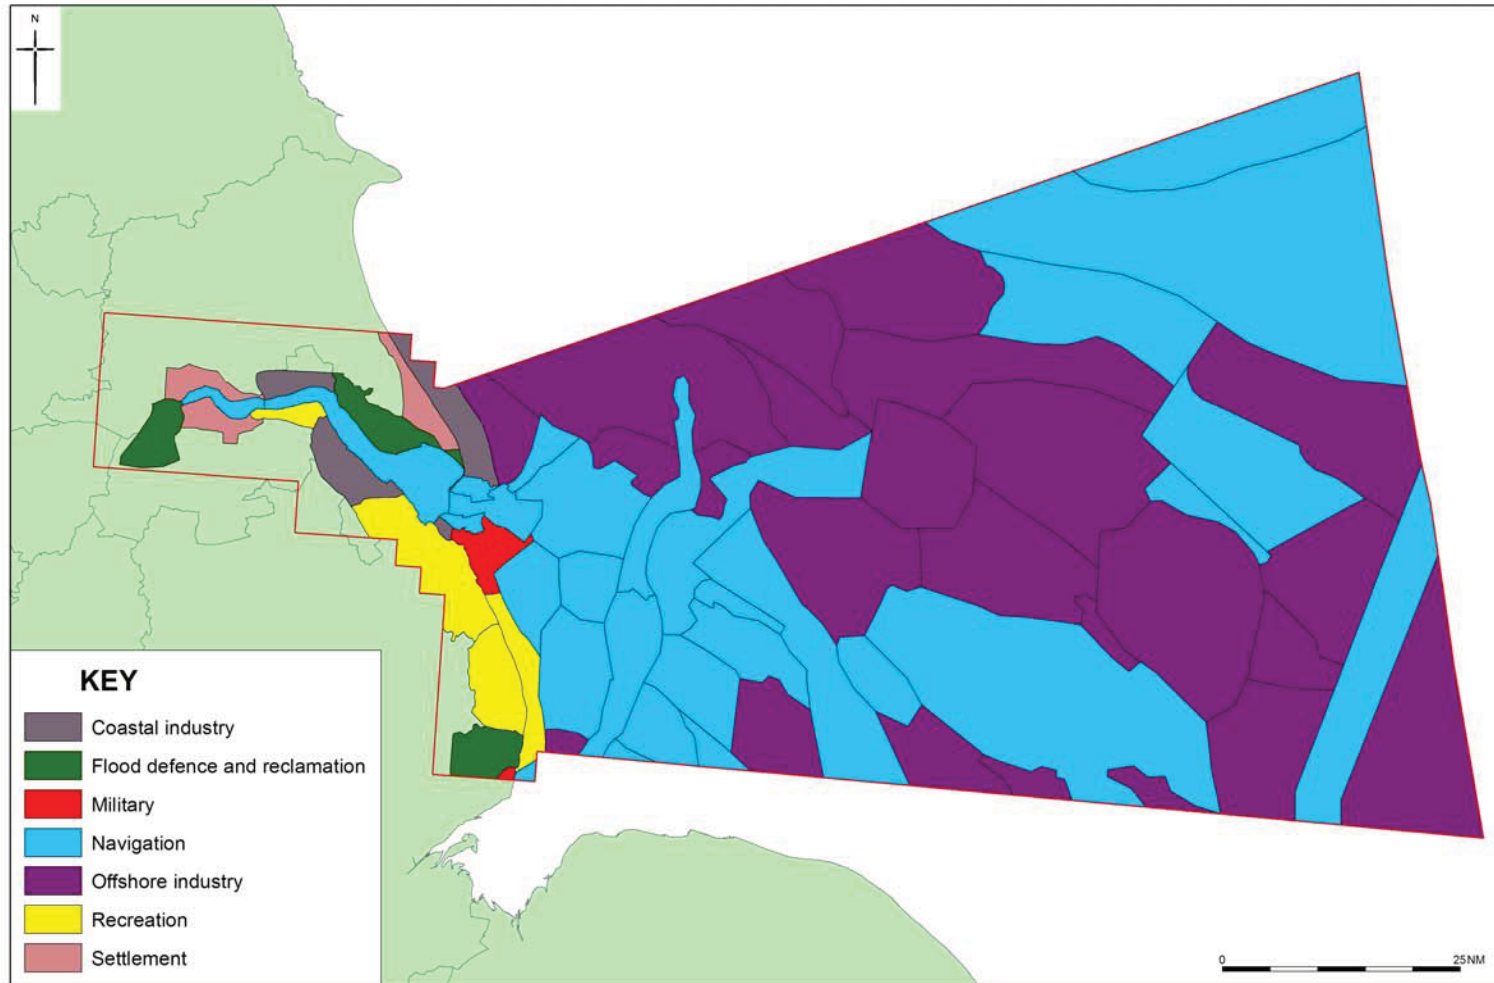 N
KEY
Coastal industry
Flood defence and reclamation
Military
Navigation
Offshore industry
Recreation
Settlement
0 25NM